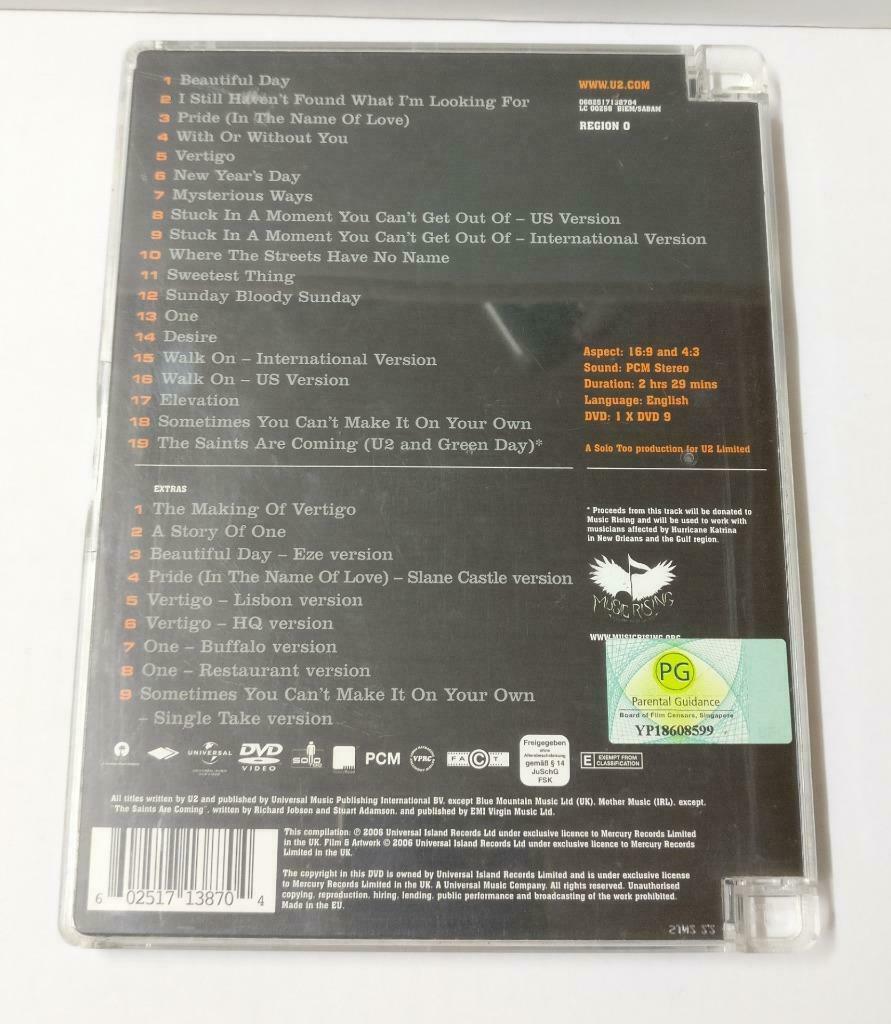 1 Beautiful Day
2 I Still Haven't Found What I'm Looking For
3 Pride (In The Name Of Love)
4 With Or Without You
5 Vertigo
6 New Year's Day
7 Mysterious Ways
8 Stuck In A Moment You Can't Get Out Of – US Version
9 Stuck In A Moment You Can't Get Out Of – International Version
10 Where The Streets Have No Name
11 Sweetest Thing
12 Sunday Bloody Sunday
13 One
14 Desire
15 Walk On – International Version
16 Walk On – US Version
17 Elevation
18 Sometimes You Can't Make It On Your Own
19 The Saints Are Coming (U2 and Green Day)*
WWW.U2.COM
0602517138704
LC 00256 BIEM/SABAM
REGION 0
Aspect: 16:9 and 4:3
Sound: PCM Stereo
Duration: 2 hrs 29 mins
Language: English
DVD: 1 X DVD 9
A Solo Too production for U2 Limited
EXTRAS
1 The Making Of Vertigo
2 A Story Of One
3 Beautiful Day – Eze version
4 Pride (In The Name Of Love) – Slane Castle version
5 Vertigo – Lisbon version
6 Vertigo – HQ version
7 One – Buffalo version
8 One – Restaurant version
9 Sometimes You Can't Make It On Your Own
– Single Take version
* Proceeds from this track will be donated to
Music Rising and will be used to work with
musicians affected by Hurricane Katrina
in New Orleans and the Gulf region.
MUSIC RISING
WWW.MUSICRISING.ORG
PG
Parental Guidance
Board of Film Censors, Singapore
YP18608599
UNIVERSAL
DVD
VIDEO
solo
PCM
VPRC
FACT
Freigegeben
ohne
Altersbeschränkung
gemäß § 14
JuSchG
FSK
E EXEMPT FROM
CLASSIFICATION
All titles written by U2 and published by Universal Music Publishing International BV, except Blue Mountain Music Ltd (UK), Mother Music (IRL), except,
"The Saints Are Coming", written by Richard Jobson and Stuart Adamson, and published by EMI Virgin Music Ltd.
This compilation: ℗ 2006 Universal Island Records Ltd under exclusive licence to Mercury Records Limited
in the UK. Film & Artwork © 2006 Universal Island Records Ltd under exclusive licence to Mercury Records
Limited in the UK.
The copyright in this DVD is owned by Universal Island Records Limited and is under exclusive license
to Mercury Records Limited in the UK. A Universal Music Company. All rights reserved. Unauthorised
copying, reproduction, hiring, lending, public performance and broadcasting of the work prohibited.
Made in the EU.
6 02517 13870 4